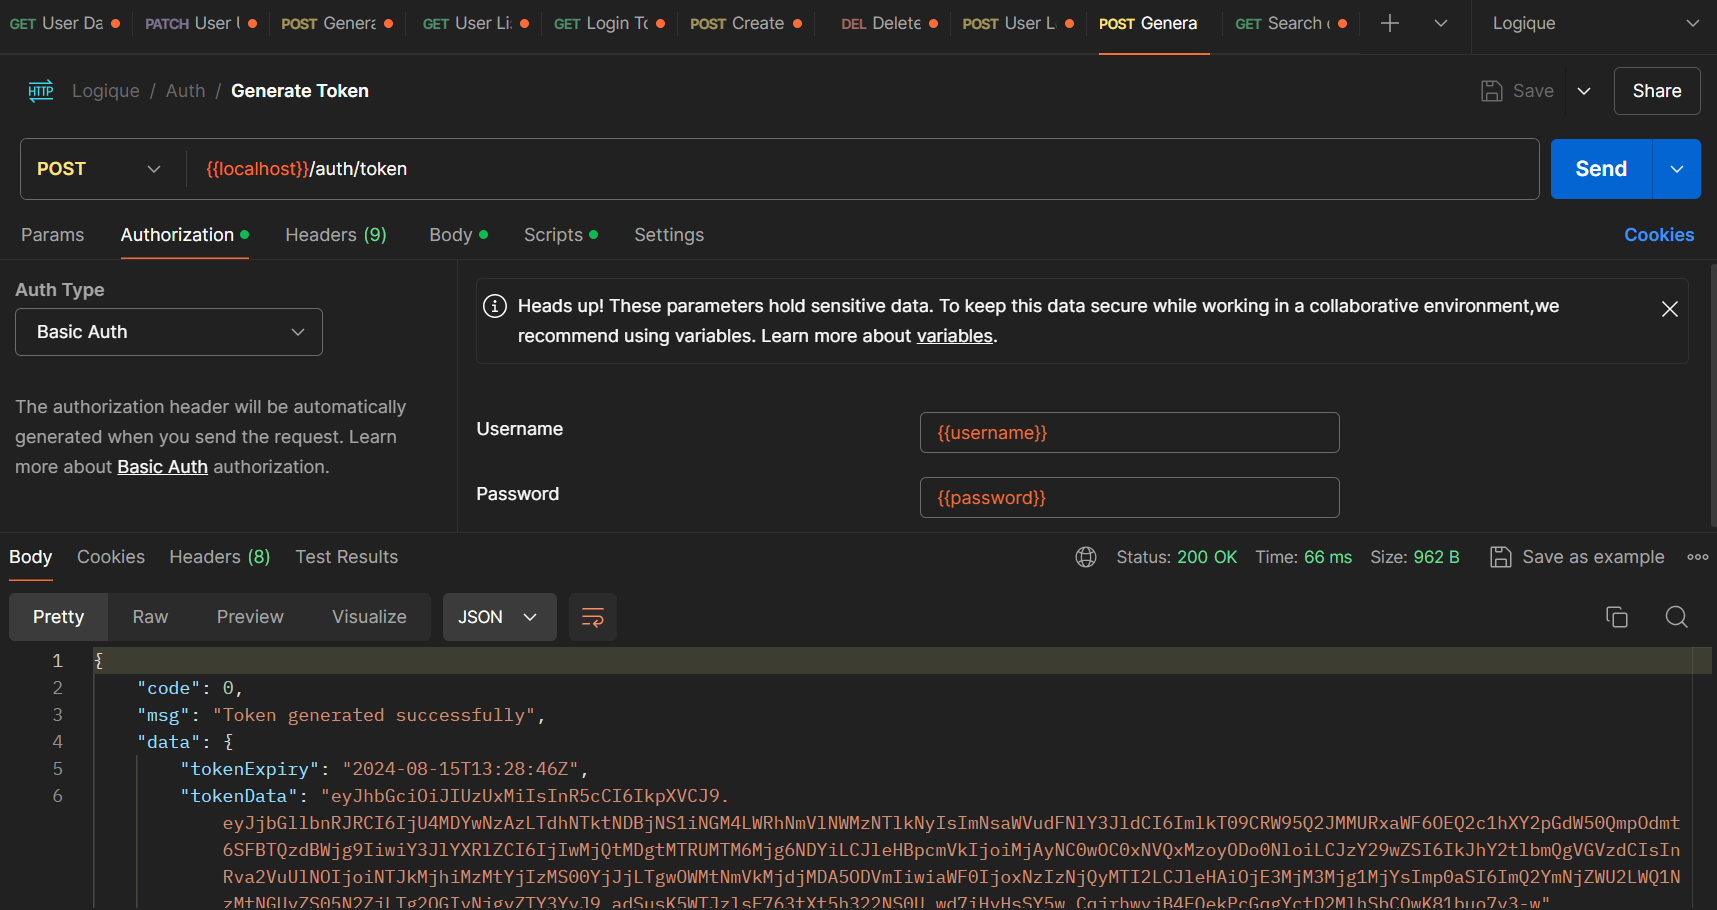 GET User Da PATCH User U POST Genera GET User Li GET Login To POST Create DEL Delete POST User L POST Genera GET Search Logique
HTTP Logique / Auth / Generate Token Save Share
POST {{localhost}}/auth/token Send
Params Authorization Headers (9) Body Scripts Settings Cookies
Auth Type
Basic Auth
The authorization header will be automatically
generated when you send the request. Learn
more about Basic Auth authorization.
Heads up! These parameters hold sensitive data. To keep this data secure while working in a collaborative environment,we
recommend using variables. Learn more about variables.
Username {{username}}
Password {{password}}
Body Cookies Headers (8) Test Results Status: 200 OK Time: 66 ms Size: 962 B Save as example
Pretty Raw Preview Visualize JSON
1 {
2 "code": 0,
3 "msg": "Token generated successfully",
4 "data": {
5 "tokenExpiry": "2024-08-15T13:28:46Z",
6 "tokenData": "eyJhbGciOiJIUzUxMiIsInR5cCI6IkpXVCJ9.